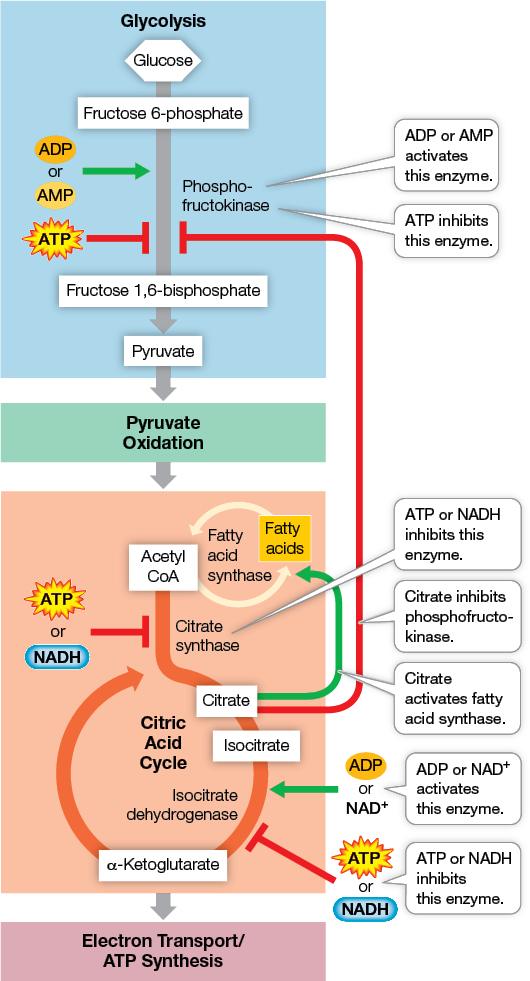 Glycolysis
Glucose
Fructose 6-phosphate
ADP
or
AMP
Phospho-
fructokinase
ADP or AMP
activates
this enzyme.
ATP
ATP inhibits
this enzyme.
Fructose 1,6-bisphosphate
Pyruvate
Pyruvate
Oxidation
Acetyl
CoA
Fatty
acid
synthase
Fatty
acids
ATP or NADH
inhibits this
enzyme.
ATP
or
NADH
Citrate
synthase
Citrate inhibits
phosphofructo-
kinase.
Citrate
Citrate
activates fatty
acid synthase.
Citric
Acid
Cycle
Isocitrate
Isocitrate
dehydrogenase
ADP
or
NAD⁺
ADP or NAD⁺
activates
this enzyme.
α-Ketoglutarate
ATP
or
NADH
ATP or NADH
inhibits
this enzyme.
Electron Transport/
ATP Synthesis